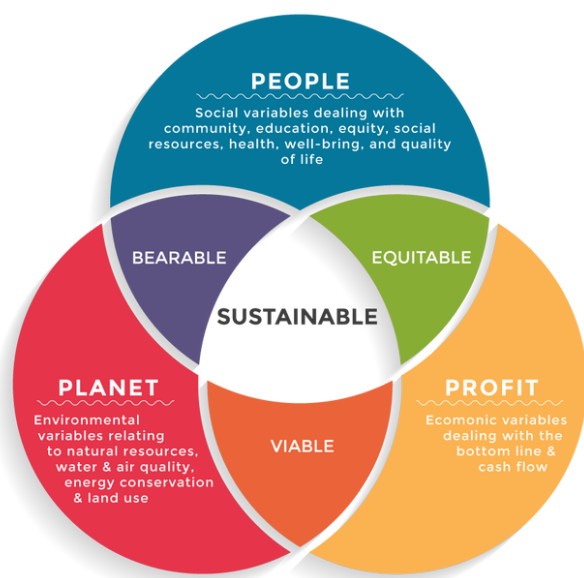 PEOPLE
Social variables dealing with
community, education, equity, social
resources, health, well-bring, and quality
of life
BEARABLE
EQUITABLE
SUSTAINABLE
PLANET
Environmental
variables relating
to natural resources,
water & air quality,
energy conservation
& land use
PROFIT
Ecomonic variables
dealing with the
bottom line &
cash flow
VIABLE